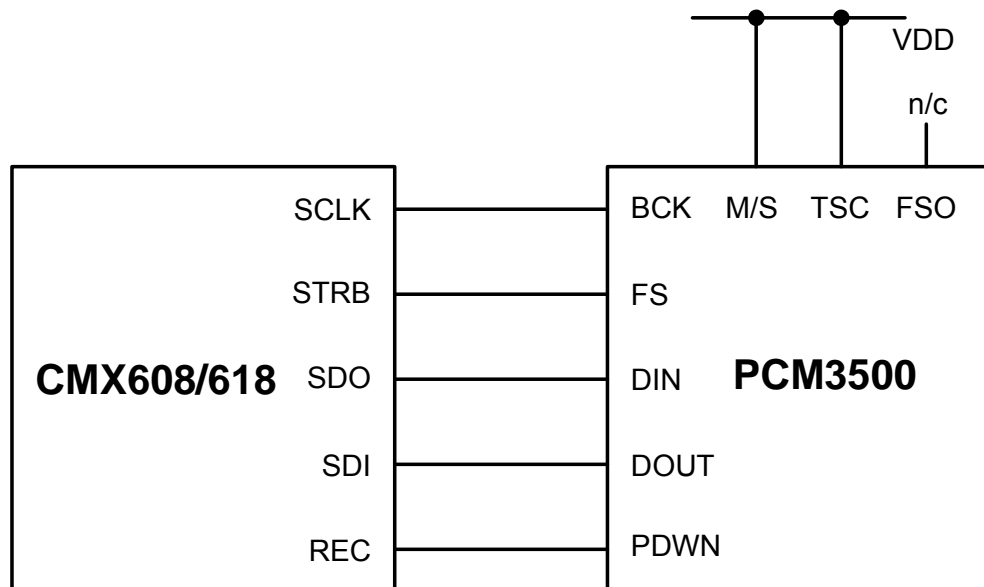 VDD
n/c
SCLK BCK M/S TSC FSO
STRB FS
CMX608/618 SDO DIN PCM3500
SDI DOUT
REC PDWN